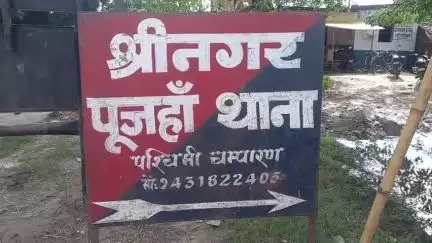 श्रीनगर
पूजहाँ थाना
पश्चिमी चम्पारण
मो:-9431822405